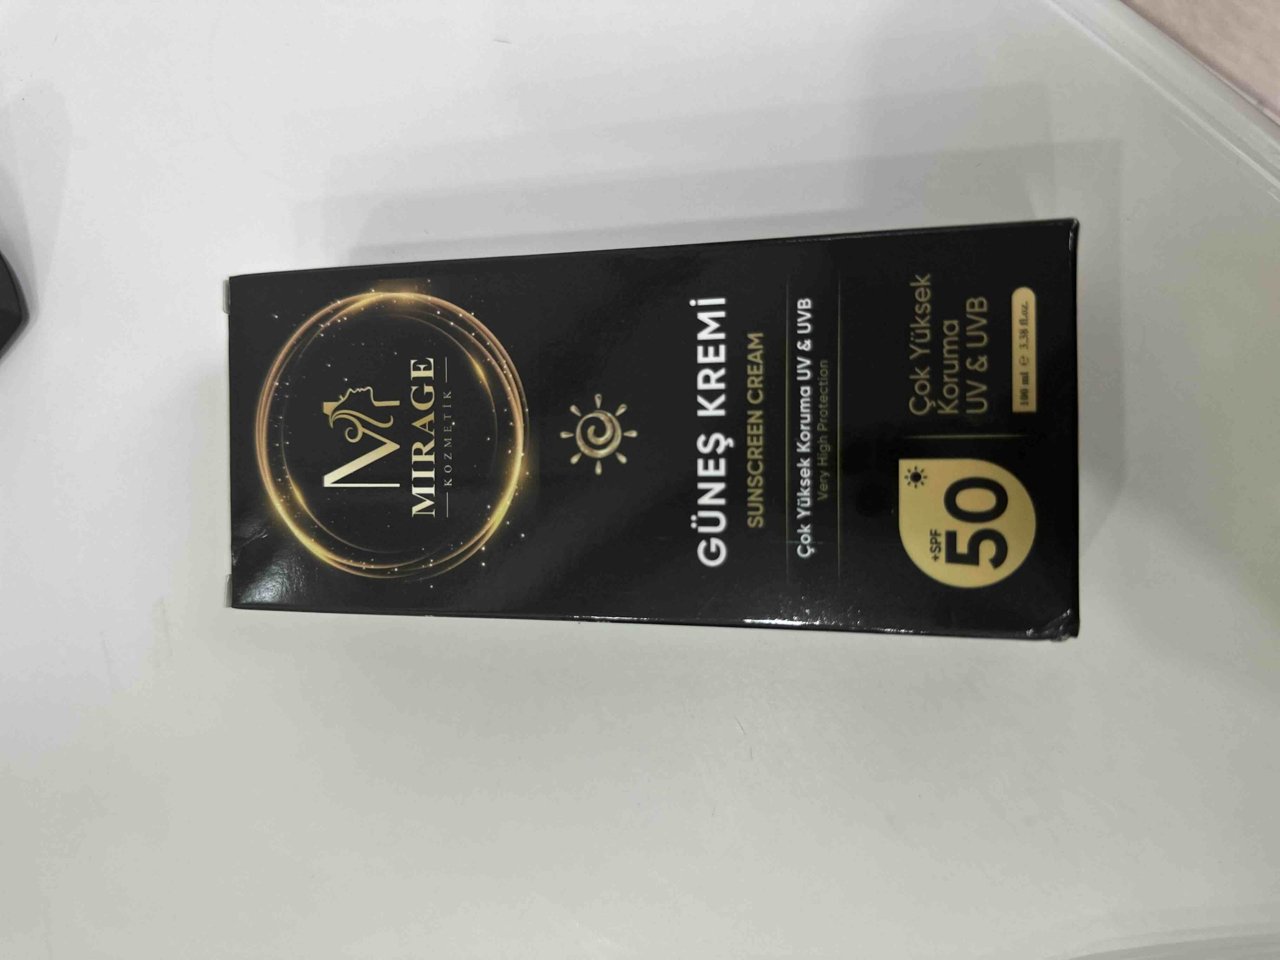 MIRAGE
KOZMETİK
GÜNEŞ KREMİ
SUNSCREEN CREAM
Çok Yüksek Koruma UV & UVB
Very High Protection
+SPF
50
Çok Yüksek
Koruma
UV & UVB
100 ml ℮ 3.38 fl.oz.